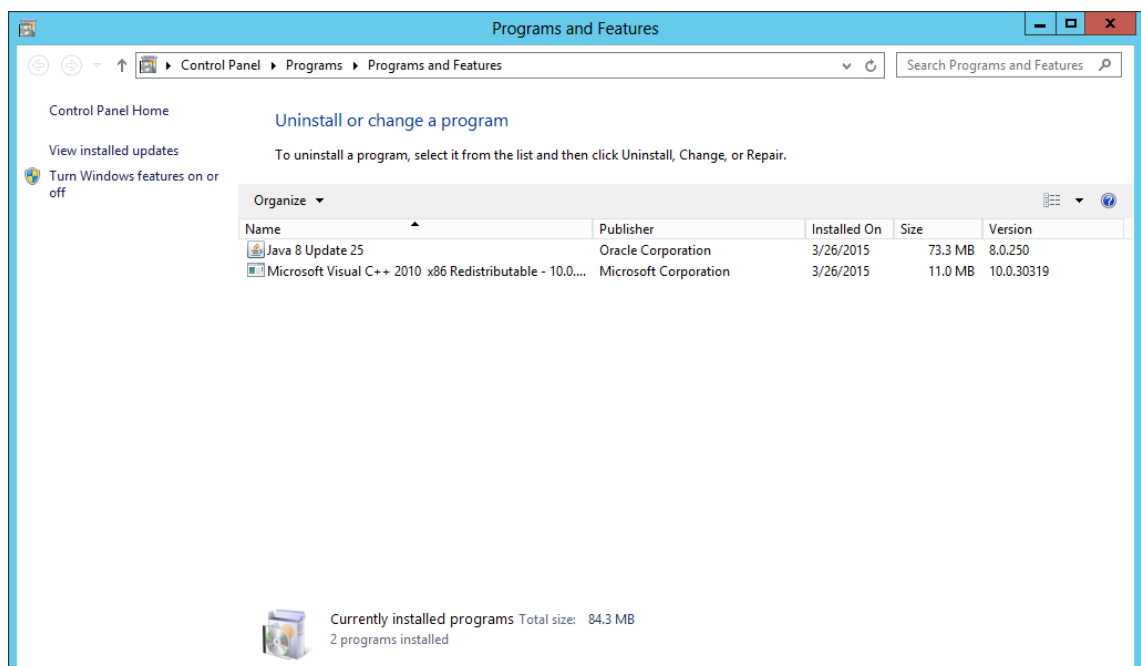 Programs and Features
Control Panel Programs Programs and Features
Search Programs and Features
Control Panel Home
View installed updates
Turn Windows features on or
off
Uninstall or change a program
To uninstall a program, select it from the list and then click Uninstall, Change, or Repair.
Organize
Name Publisher Installed On Size Version
Java 8 Update 25 Oracle Corporation 3/26/2015 73.3 MB 8.0.250
Microsoft Visual C++ 2010 x86 Redistributable - 10.0.... Microsoft Corporation 3/26/2015 11.0 MB 10.0.30319
Currently installed programs Total size: 84.3 MB
2 programs installed